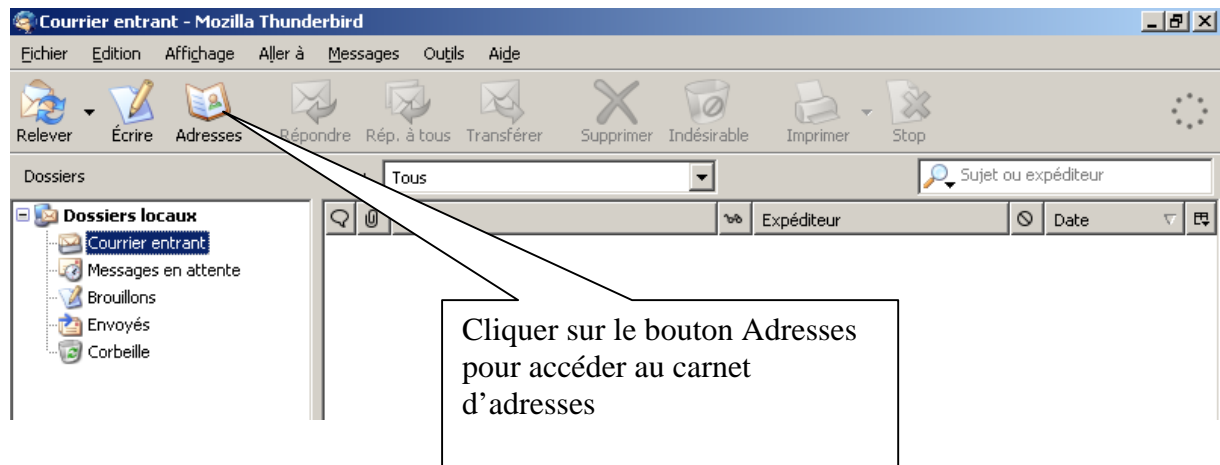 Courrier entrant - Mozilla Thunderbird
Fichier Edition Affichage Aller à Messages Outils Aide
Relever Écrire Adresses Répondre Rép. à tous Transférer Supprimer Indésirable Imprimer Stop
Dossiers Tous Sujet ou expéditeur
Dossiers locaux Expéditeur Date
Courrier entrant
Messages en attente
Brouillons
Envoyés
Corbeille
Cliquer sur le bouton Adresses
pour accéder au carnet
d’adresses